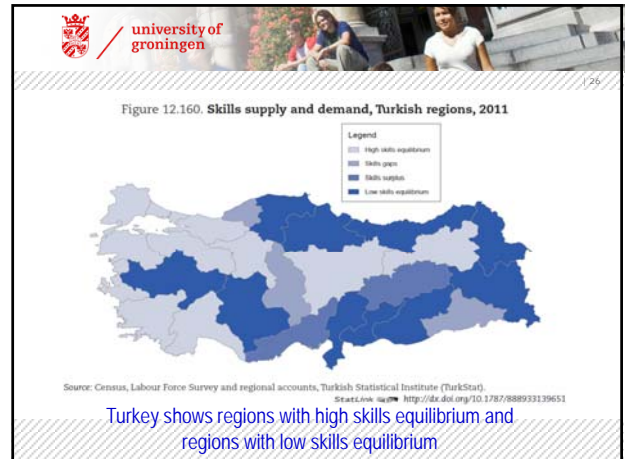 university of
groningen
| 26
Figure 12.160. Skills supply and demand, Turkish regions, 2011
Legend
High skills equilibrium
Skills gaps
Skills surplus
Low skills equilibrium
Source: Census, Labour Force Survey and regional accounts, Turkish Statistical Institute (TurkStat).
StatLink http://dx.doi.org/10.1787/888933139651
Turkey shows regions with high skills equilibrium and
regions with low skills equilibrium